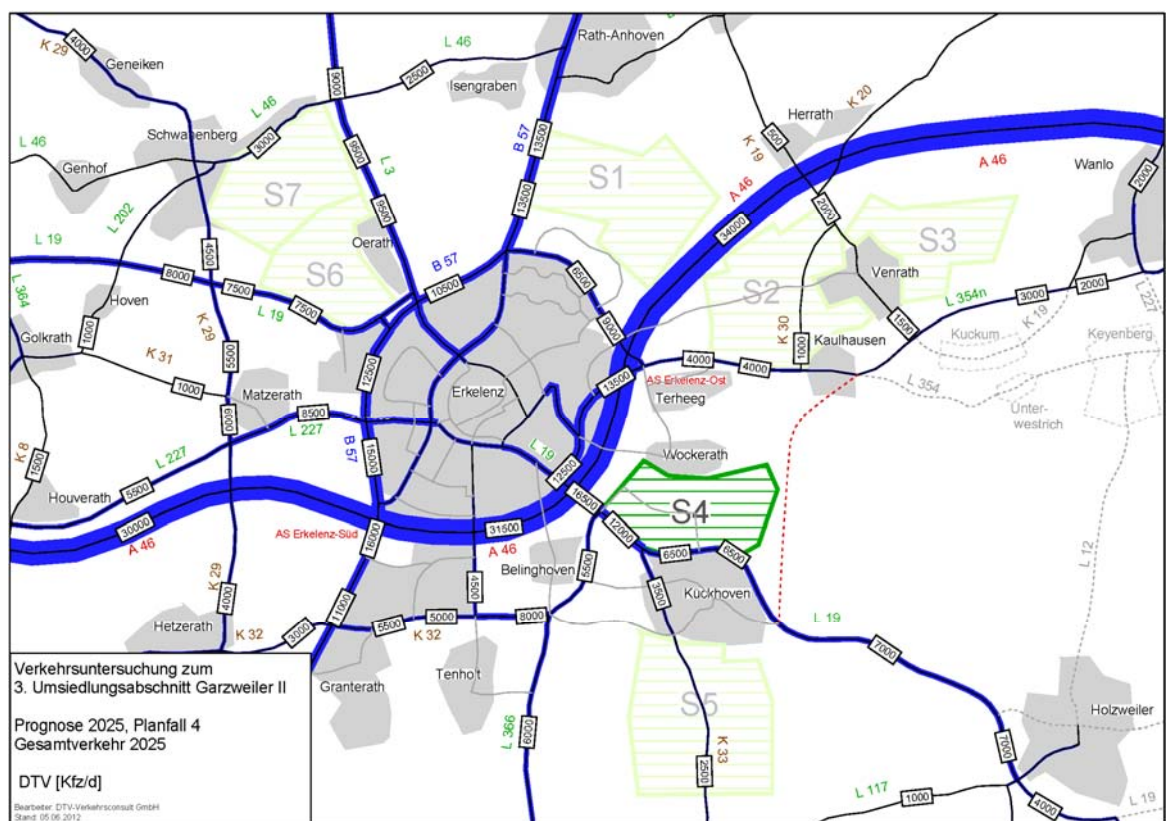 K 29
4000
Geneiken
L 46
Rath-Anhoven
2500
Isengraben
9000
L 46
3000
Schwanenberg
L 46
Genhof
L 202
S7
9500
L 3
9500
Oerath
S6
B 57
13500
13500
S1
Herrath
K 20
500
K 19
2000
A 46
A 46
34000
Wanlo
2000
S3
Venrath
S2
L 19
8000
7500
7500
L 19
4500
L 364
Hoven
1000
Golkrath
K 29
K 31
1000
5500
Matzerath
6000
B 57
10500
6500
9000
12500
Erkelenz
13500
AS Erkelenz-Ost
Terheeg
4000
4000
K 30
1000
Kaulhausen
1500
L 354n
3000
2000
L 227
Kuckum
K 19
Keyenberg
L 354
Unter-
westrich
8500
L 227
B 57
15000
L 19
12500
16500
Wockerath
S4
12000
6500
6500
K 8
1500
Houverath
L 227
5500
30000
A 46
AS Erkelenz-Süd
16000
31500
A 46
Belinghoven
5500
3500
Kückhoven
L 12
K 29
4000
Hetzerath
K 32
3000
11000
5500
K 32
5000
4500
8000
L 19
7000
Granterath
Tenholt
L 366
6000
S5
K 33
2500
Holzweiler
7000
L 117
1000
4000
L 19
Verkehrsuntersuchung zum
3. Umsiedlungsabschnitt Garzweiler II
Prognose 2025, Planfall 4
Gesamtverkehr 2025
DTV [Kfz/d]
Bearbeiter: DTV-Verkehrsconsult GmbH
Stand: 05.06.2012